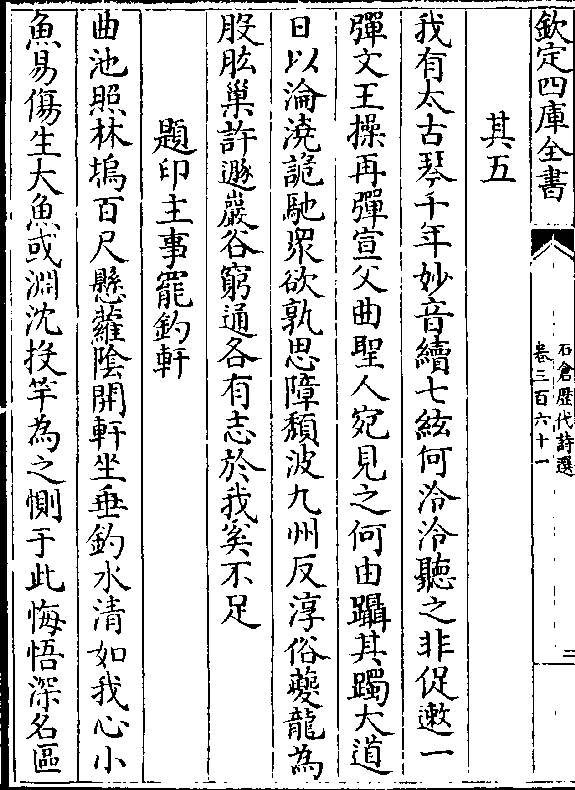 欽定四庫全書
石倉歷代詩選
卷三百六十一
三
其五
我有太古琴千年妙音續七絃何泠泠聽之非促遬一
彈文王操再彈宣父曲聖人宛見之何由躡其躅大道
日以淪澆詭馳衆欲孰思障頽波九州反淳俗夔龍為
股肱巢許遯巖谷窮通各有志於我奚不足
題印主事罷釣軒
曲池照林塢百尺懸蘿陰開軒坐垂釣水清如我心小
魚易傷生大魚或淵沈投竿為之惻于此悔悟深名區